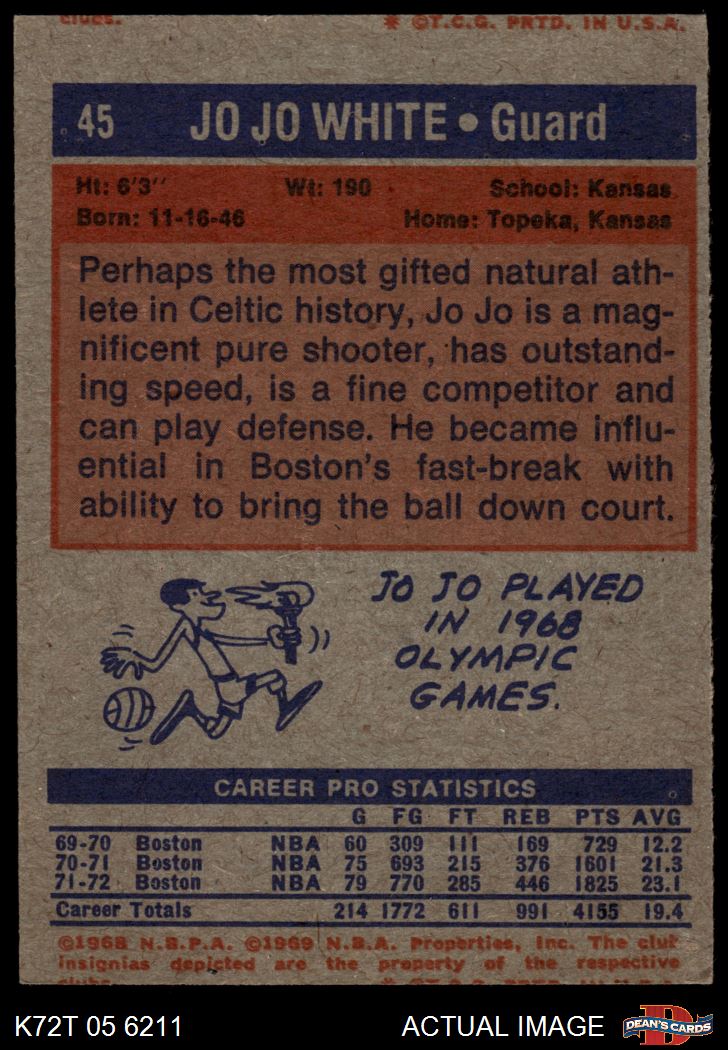 clubs.
* ©T.C.G. PRTD. IN U.S.A.
45 JO JO WHITE • Guard
Ht: 6'3'' Wt: 190 School: Kansas
Born: 11-16-46 Home: Topeka, Kansas
Perhaps the most gifted natural ath-
lete in Celtic history, Jo Jo is a mag-
nificent pure shooter, has outstand-
ing speed, is a fine competitor and
can play defense. He became influ-
ential in Boston's fast-break with
ability to bring the ball down court.
JO JO PLAYED
IN 1968
OLYMPIC
GAMES.
CAREER PRO STATISTICS
G FG FT REB PTS AVG
69-70 Boston NBA 60 309 111 169 729 12.2
70-71 Boston NBA 75 693 215 376 1601 21.3
71-72 Boston NBA 79 770 285 446 1825 23.1
Career Totals 214 1772 611 991 4155 19.4
©1968 N.B.P.A. ©1969 N.B.A. Properties, Inc. The club
insignias depicted are the property of the respective
clubs. * ©T.C.G. PRTD. IN U.S.A.
K72T 05 6211 ACTUAL IMAGE
DEAN'S CARDS